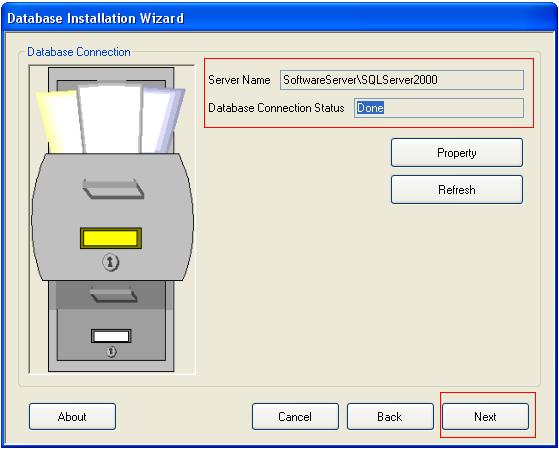 Database Installation Wizard
Database Connection
Server Name SoftwareServer\SQLServer2000
Database Connection Status Done
Property
Refresh
About Cancel Back Next